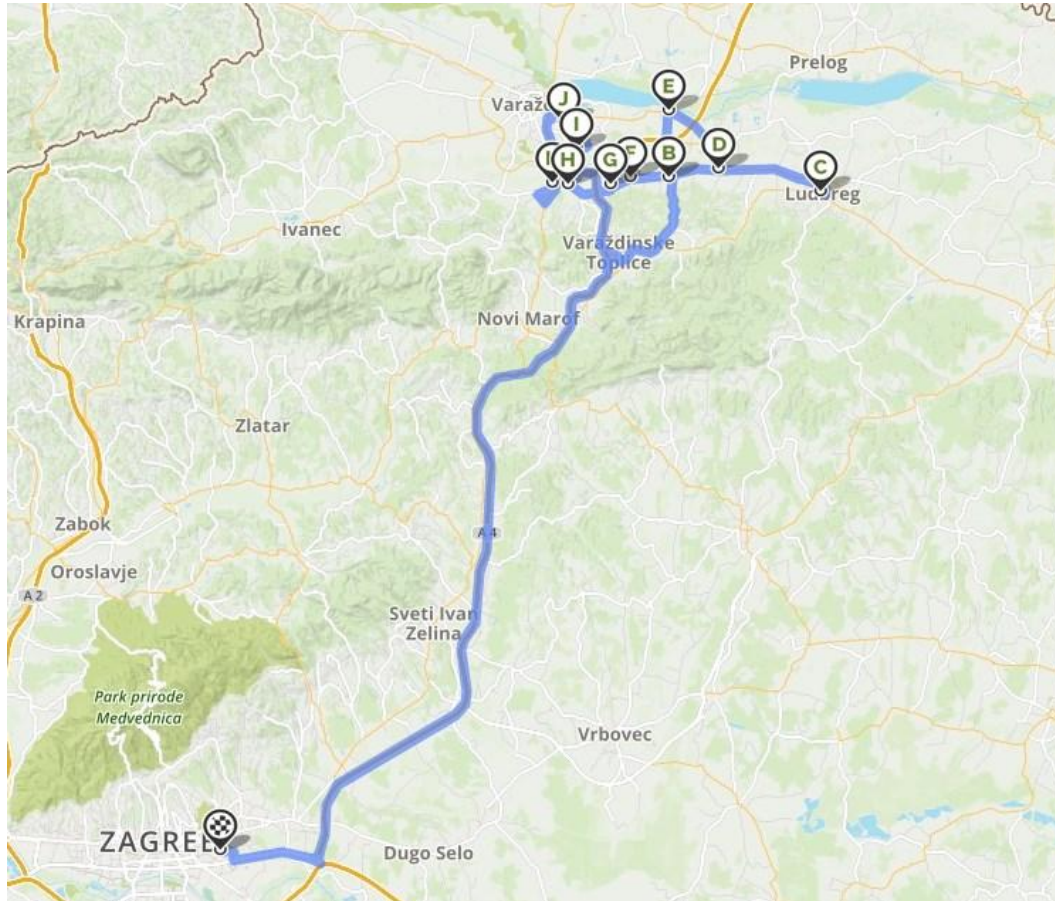 Prelog
E
Varažd
J
I
D
F
B
H
G
C
Ludbreg
Ivanec
Varaždinske
Toplice
Novi Marof
Krapina
Zlatar
A 4
Zabok
Oroslavje
A 2
Sveti Ivan
Zelina
Park prirode
Medvednica
Vrbovec
ZAGREB
Dugo Selo